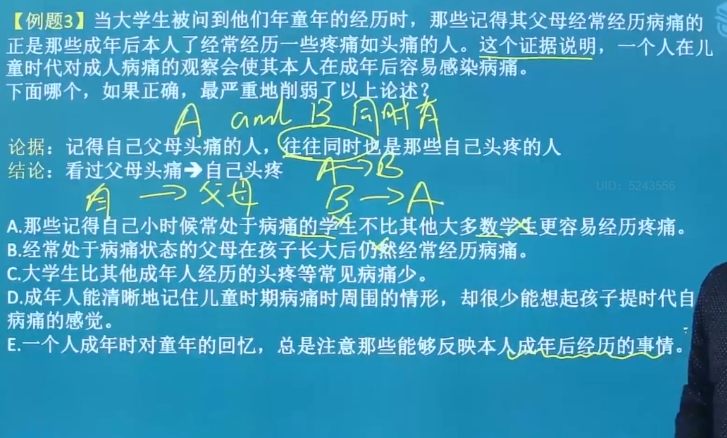 【例题3】当大学生被问到他们年童年的经历时，那些记得其父母经常经历病痛的
正是那些成年后本人了经常经历一些疼痛如头痛的人。这个证据说明，一个人在儿
童时代对成人病痛的观察会使其本人在成年后容易感染病痛。
下面哪个，如果正确，最严重地削弱了以上论述？
A and B 同时有
论据：记得自己父母头痛的人，往往同时也是那些自己头疼的人
A→B
结论：看过父母头痛➔自己头疼
有 → 父母 B→A
UID: 5243555
A.那些记得自己小时候常处于病痛的学生不比其他大多数学生更容易经历疼痛。
B.经常处于病痛状态的父母在孩子长大后仍然经常经历病痛。
C.大学生比其他成年人经历的头疼等常见病痛少。
D.成年人能清晰地记住儿童时期病痛时周围的情形，却很少能想起孩子提时代自
病痛的感觉。
E.一个人成年时对童年的回忆，总是注意那些能够反映本人成年后经历的事情。